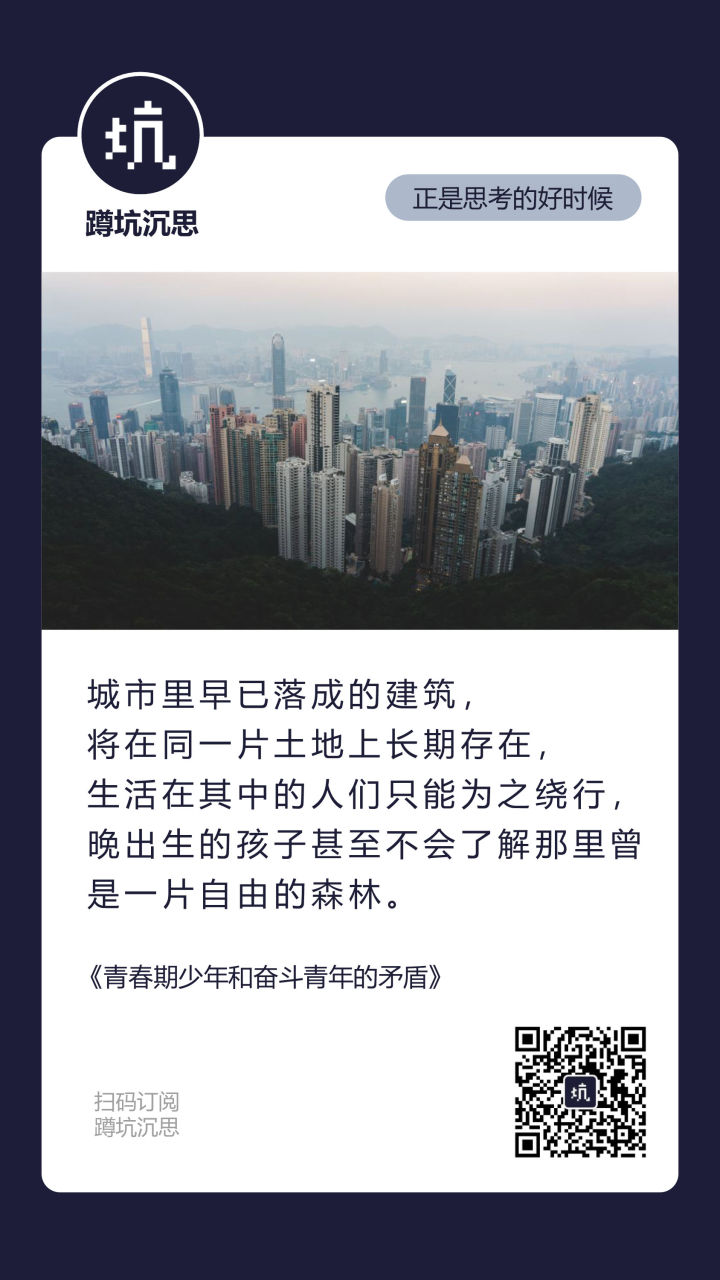 坑
蹲坑沉思
正是思考的好时候
城市里早已落成的建筑，
将在同一片土地上长期存在，
生活在其中的人们只能为之绕行，
晚出生的孩子甚至不会了解那里曾
是一片自由的森林。
《青春期少年和奋斗青年的矛盾》
扫码订阅
蹲坑沉思
坑